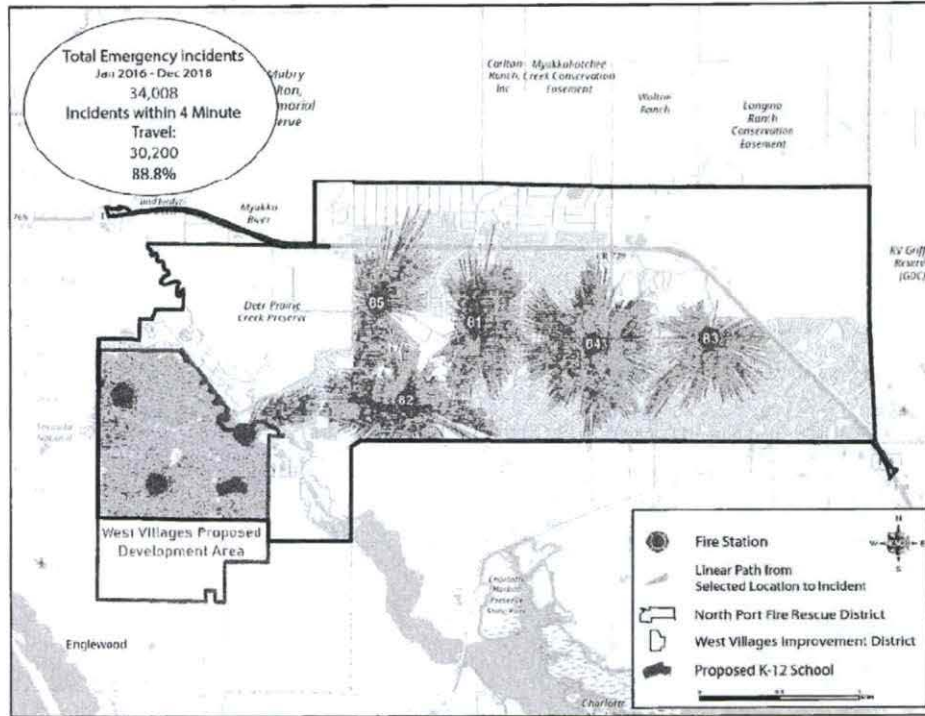 Total Emergency incidents
Jan 2016 - Dec 2018
34,008
Incidents within 4 Minute
Travel:
30,200
88.8%
Mabry
Carlton
Ranch,
Inc
Myakkahatchee
Creek Conservation
Easement
Walton
Ranch
Longino
Ranch
Conservation
Easement
Myakka
River
Deer Prairie
Creek Preserve
85
81
84
83
82
West Villages Proposed
Development Area
Englewood
Charlotte
Fire Station
Linear Path from
Selected Location to Incident
North Port Fire Rescue District
West Villages Improvement District
Proposed K-12 School
N
W
E
S